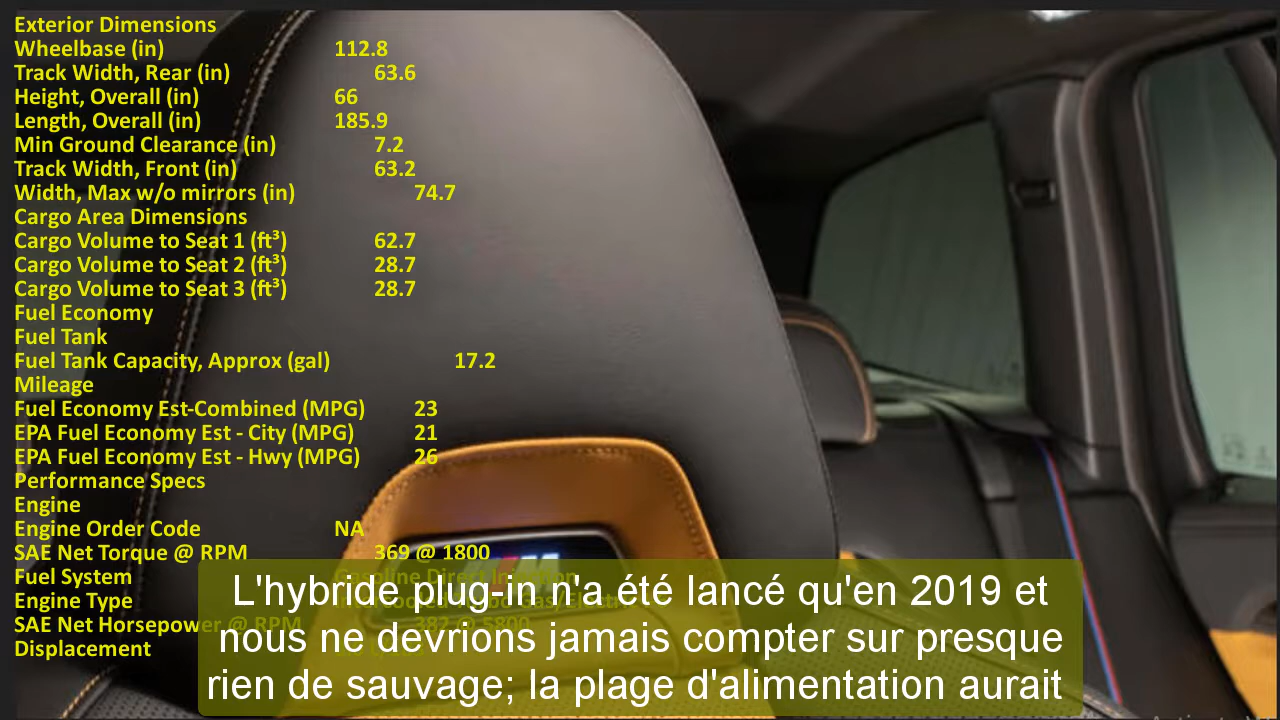 Exterior Dimensions
Wheelbase (in) 112.8
Track Width, Rear (in) 63.6
Height, Overall (in) 66
Length, Overall (in) 185.9
Min Ground Clearance (in) 7.2
Track Width, Front (in) 63.2
Width, Max w/o mirrors (in) 74.7
Cargo Area Dimensions
Cargo Volume to Seat 1 (ft³) 62.7
Cargo Volume to Seat 2 (ft³) 28.7
Cargo Volume to Seat 3 (ft³) 28.7
Fuel Economy
Fuel Tank
Fuel Tank Capacity, Approx (gal) 17.2
Mileage
Fuel Economy Est-Combined (MPG) 23
EPA Fuel Economy Est - City (MPG) 21
EPA Fuel Economy Est - Hwy (MPG) 26
Performance Specs
Engine
Engine Order Code NA
SAE Net Torque @ RPM 369 @ 1800
Fuel System Gasoline Direct Injection
Engine Type
SAE Net Horsepower @ RPM 382 @ 5800
Displacement
L'hybride plug-in n'a été lancé qu'en 2019 et
nous ne devrions jamais compter sur presque
rien de sauvage; la plage d'alimentation aurait